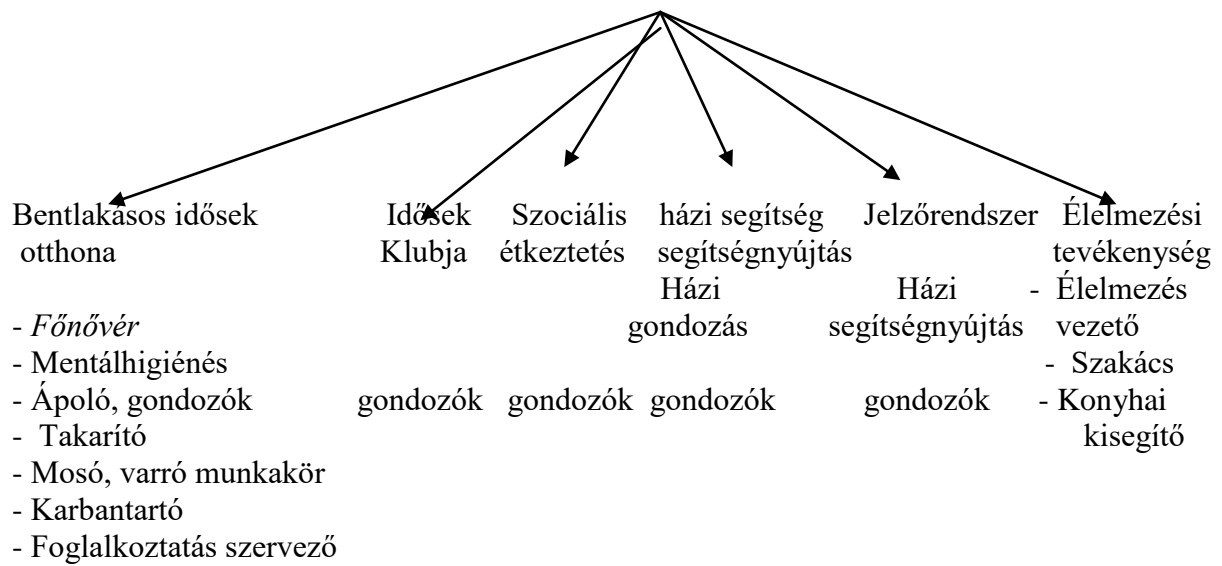 Bentlakásos idősek Idősek Szociális házi segítség Jelzőrendszer Élelmezési
otthona Klubja étkeztetés segítségnyújtás tevékenység
Házi Házi - Élelmezés
- Főnővér gondozás segítségnyújtás vezető
- Mentálhigiénés - Szakács
- Ápoló, gondozók gondozók gondozók gondozók gondozók - Konyhai
- Takarító kisegítő
- Mosó, varró munkakör
- Karbantartó
- Foglalkoztatás szervező